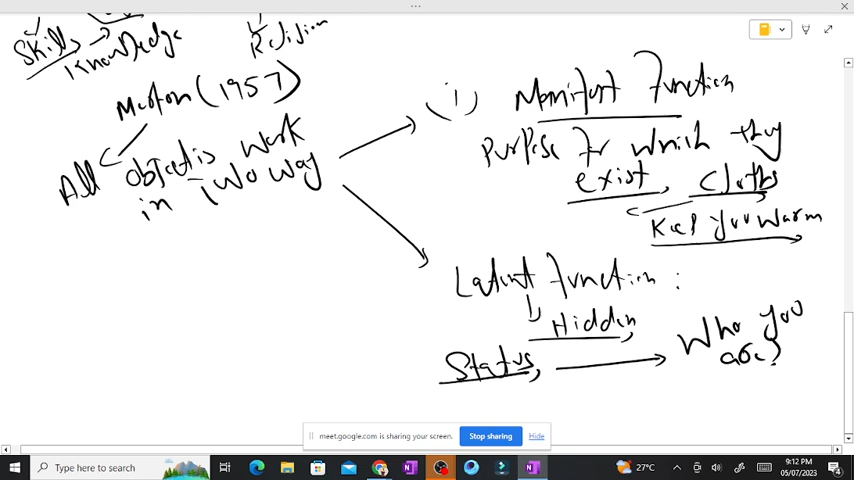 Skills → Knowledge
Religion
Merton (1957)
All objects work
in Two way
(i) Manifest function
Purpose for which they
exist, cloths
Keep you warm
Latent function :
Hidden,
Status, → Who you
are?
meet.google.com is sharing your screen. Stop sharing Hide
Type here to search
27°C
9:12 PM
05/07/2023